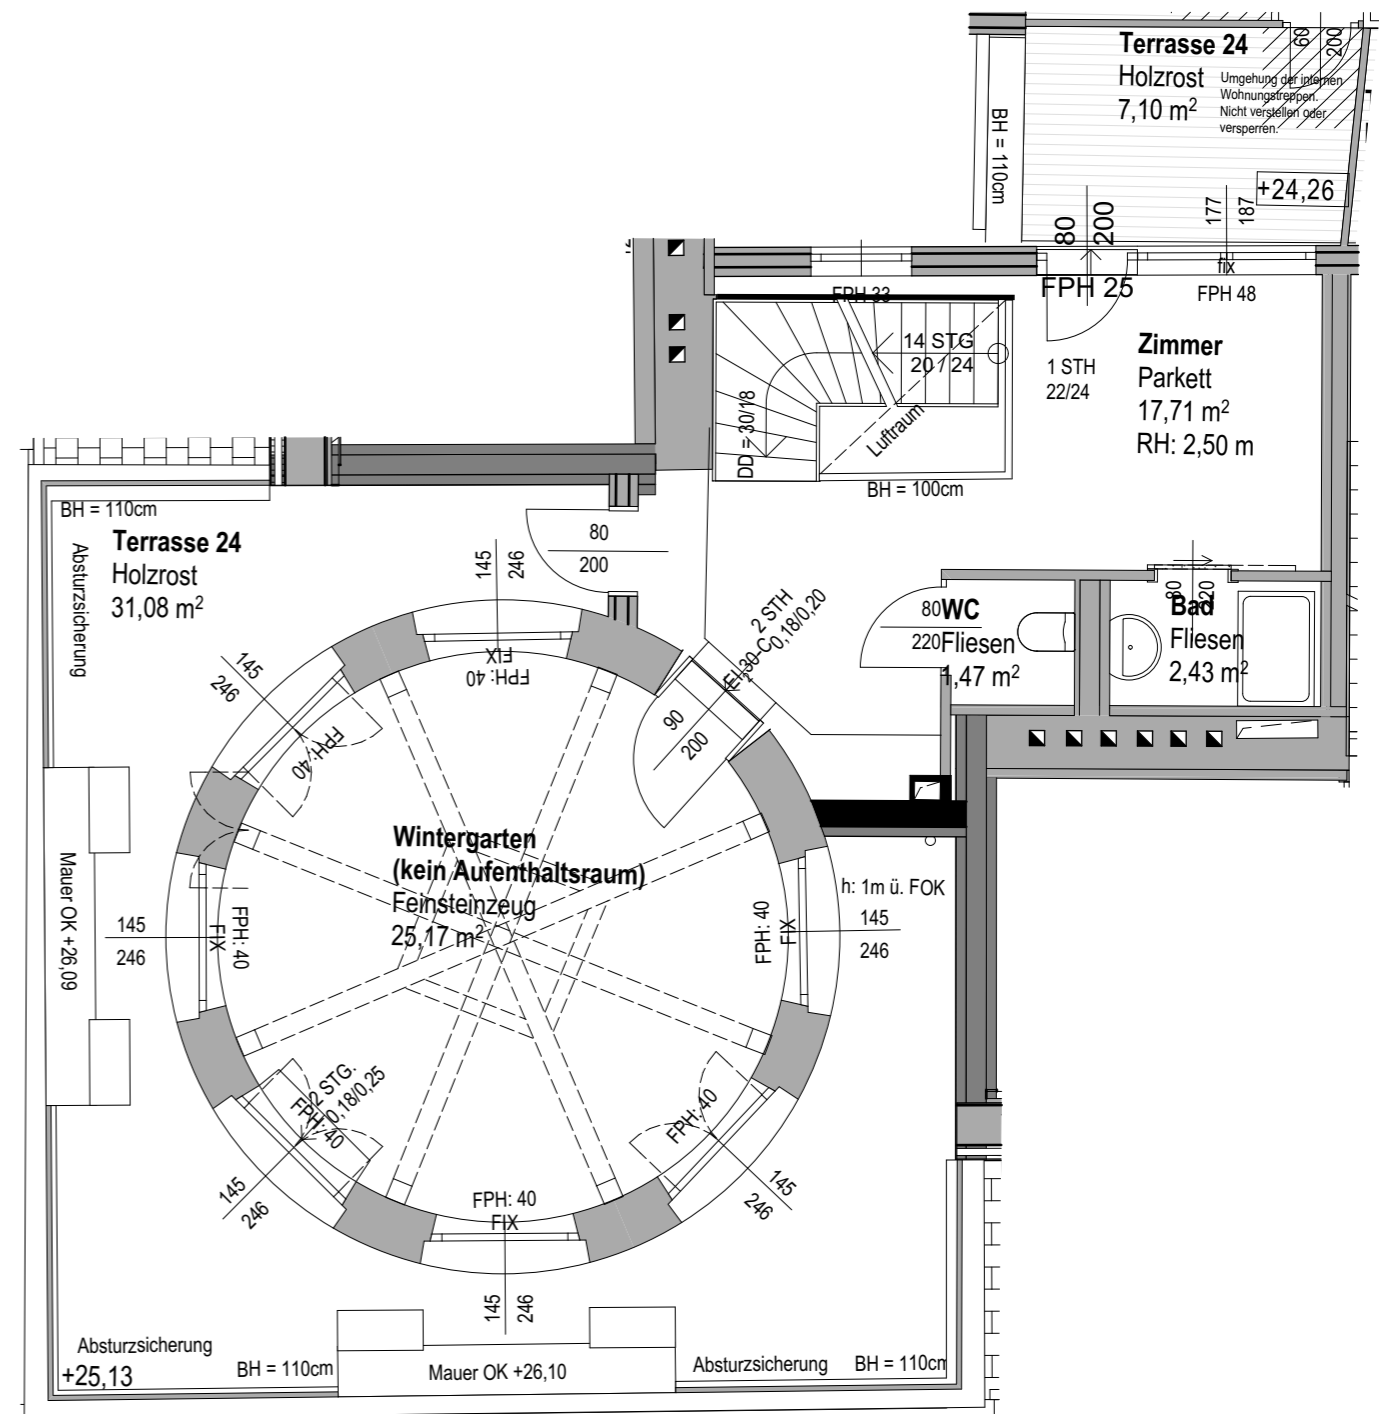 Terrasse 24
Holzrost
7,10 m²
Umgehung der internen
Wohnungstreppen.
Nicht verstellen oder
versperren.
60
200
BH = 110cm
+24,26
80
200
177
187
fix
FPH 33
FPH 25
FPH 48
14 STG
20 / 24
1 STH
22/24
Zimmer
Parkett
17,71 m²
RH: 2,50 m
DD = 30/18
Luftraum
BH = 100cm
BH = 110cm
Absturzsicherung
Terrasse 24
Holzrost
31,08 m²
145
246
80
200
FIX
FPH: 40
2 STH
0,18/0,20
EI₂30-C
80
220
WC
Fliesen
1,47 m²
80
220
Bad
Fliesen
2,43 m²
145
246
FPH: 40
90
200
Wintergarten
(kein Aufenthaltsraum)
Feinsteinzeug
25,17 m²
Mauer OK +26,09
145
246
FIX
FPH: 40
FPH: 40
FIX
h: 1m ü. FOK
145
246
2 STG.
0,18/0,25
FPH: 40
145
246
FPH: 40
145
246
FPH: 40
FIX
145
246
Absturzsicherung
+25,13
BH = 110cm
Mauer OK +26,10
Absturzsicherung
BH = 110cm